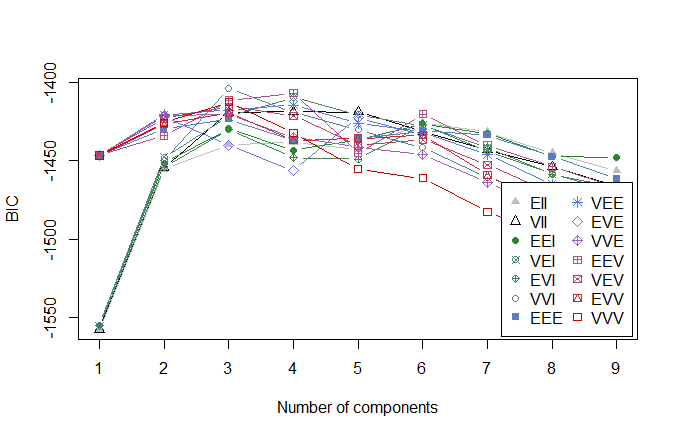 -1400
-1450
-1500
-1550
BIC
EII VEE
VII EVE
EEI VVE
VEI EEV
EVI VEV
VVI EVV
EEE VVV
1 2 3 4 5 6 7 8 9
Number of components